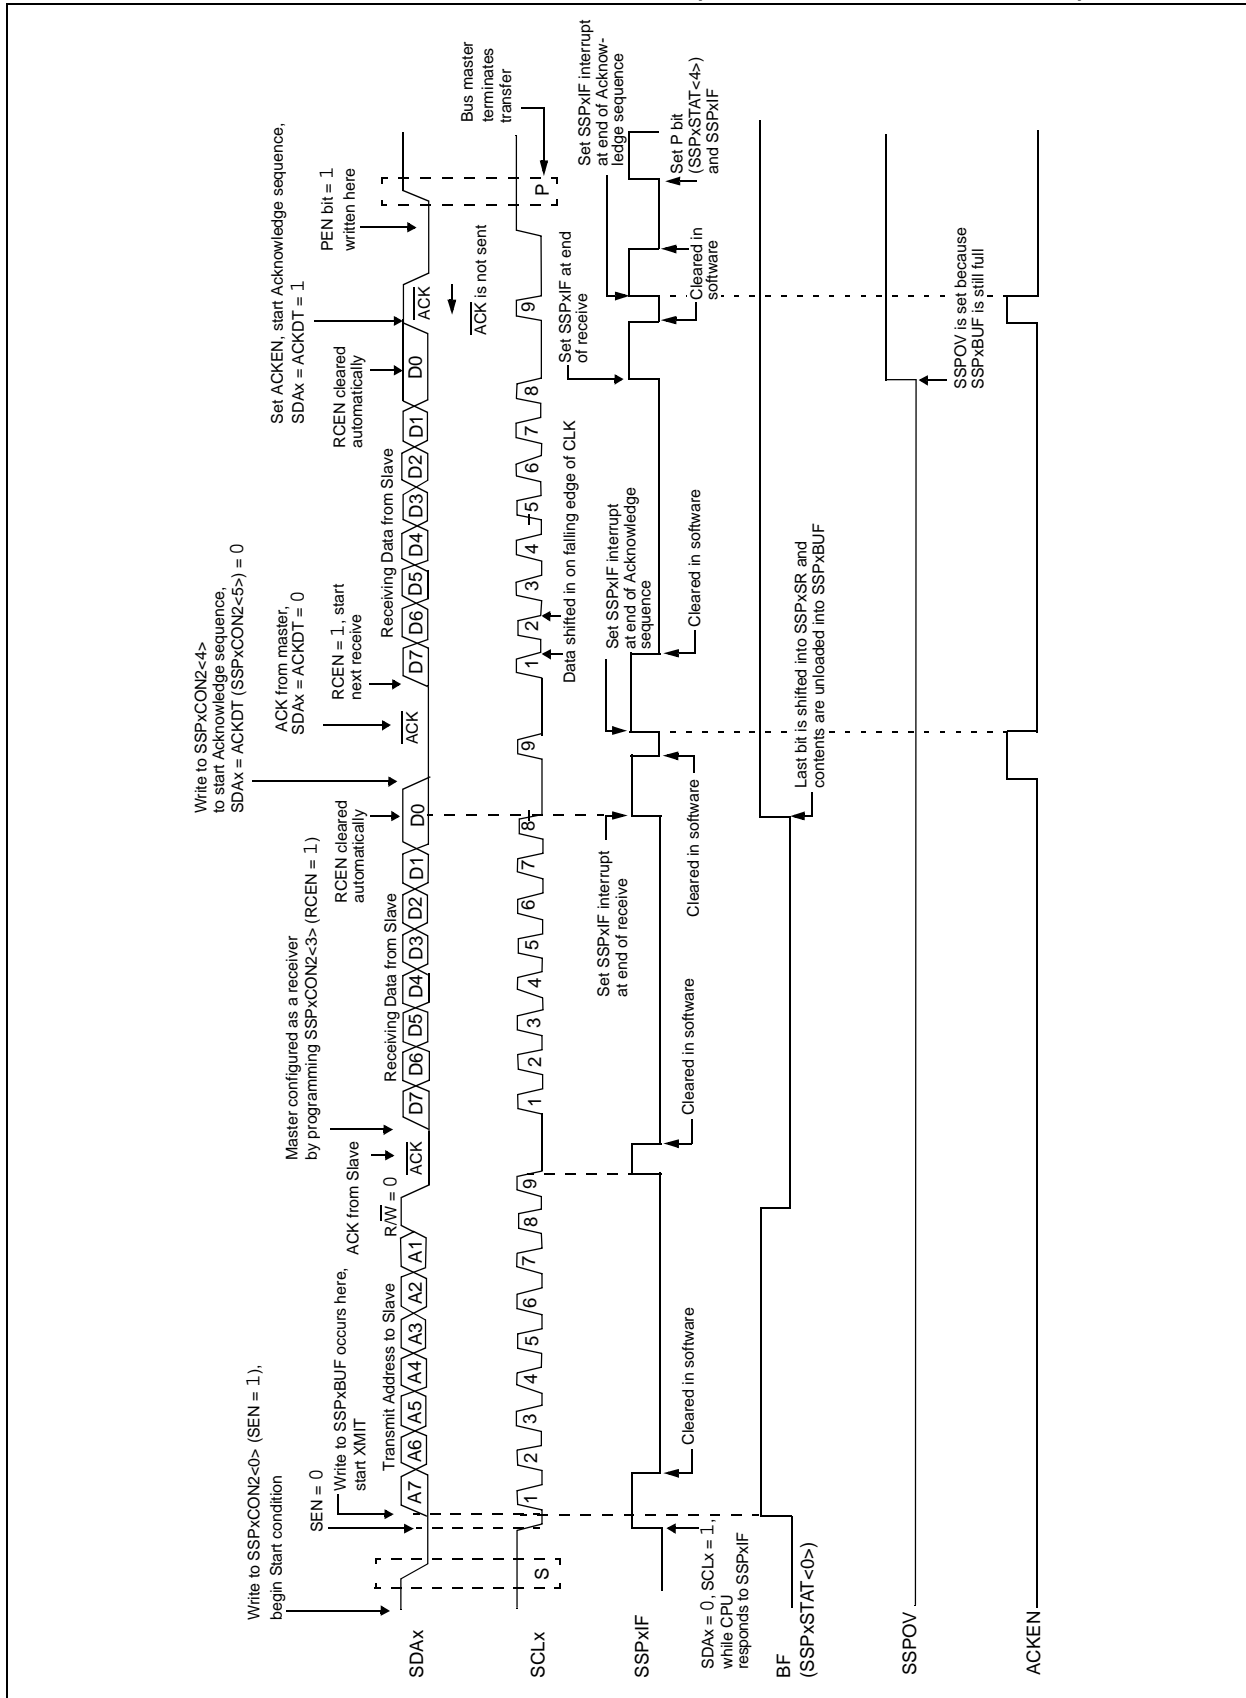 Write to SSPxCON2<0> (SEN = 1),
begin Start condition
SEN = 0
Write to SSPxBUF occurs here,
start XMIT
ACK from Slave
Master configured as a receiver
by programming SSPxCON2<3> (RCEN = 1)
RCEN cleared
automatically
Write to SSPxCON2<4>
to start Acknowledge sequence,
SDAx = ACKDT (SSPxCON2<5>) = 0
ACK from master,
SDAx = ACKDT = 0
RCEN = 1, start
next receive
RCEN cleared
automatically
Set ACKEN, start Acknowledge sequence,
SDAx = ACKDT = 1
PEN bit = 1
written here
Transmit Address to Slave
R/W = 0
Receiving Data from Slave
Receiving Data from Slave
SDAx
A7 A6 A5 A4 A3 A2 A1 ACK D7 D6 D5 D4 D3 D2 D1 D0 ACK D7 D6 D5 D4 D3 D2 D1 D0 ACK
ACK is not sent
Bus master
terminates
transfer
SCLx
S 1 2 3 4 5 6 7 8 9 1 2 3 4 5 6 7 8 9 1 2 3 4 5 6 7 8 9 P
Data shifted in on falling edge of CLK
Set SSPxIF interrupt
at end of receive
Set SSPxIF interrupt
at end of Acknowledge
sequence
Set SSPxIF at end
of receive
Set SSPxIF interrupt
at end of Acknow-
ledge sequence
SSPxIF
SDAx = 0, SCLx = 1,
while CPU
responds to SSPxIF
Cleared in software
Cleared in software
Cleared in software
Cleared in software
Cleared in
software
Set P bit
(SSPxSTAT<4>)
and SSPxIF
BF
(SSPxSTAT<0>)
Last bit is shifted into SSPxSR and
contents are unloaded into SSPxBUF
SSPOV
SSPOV is set because
SSPxBUF is still full
ACKEN